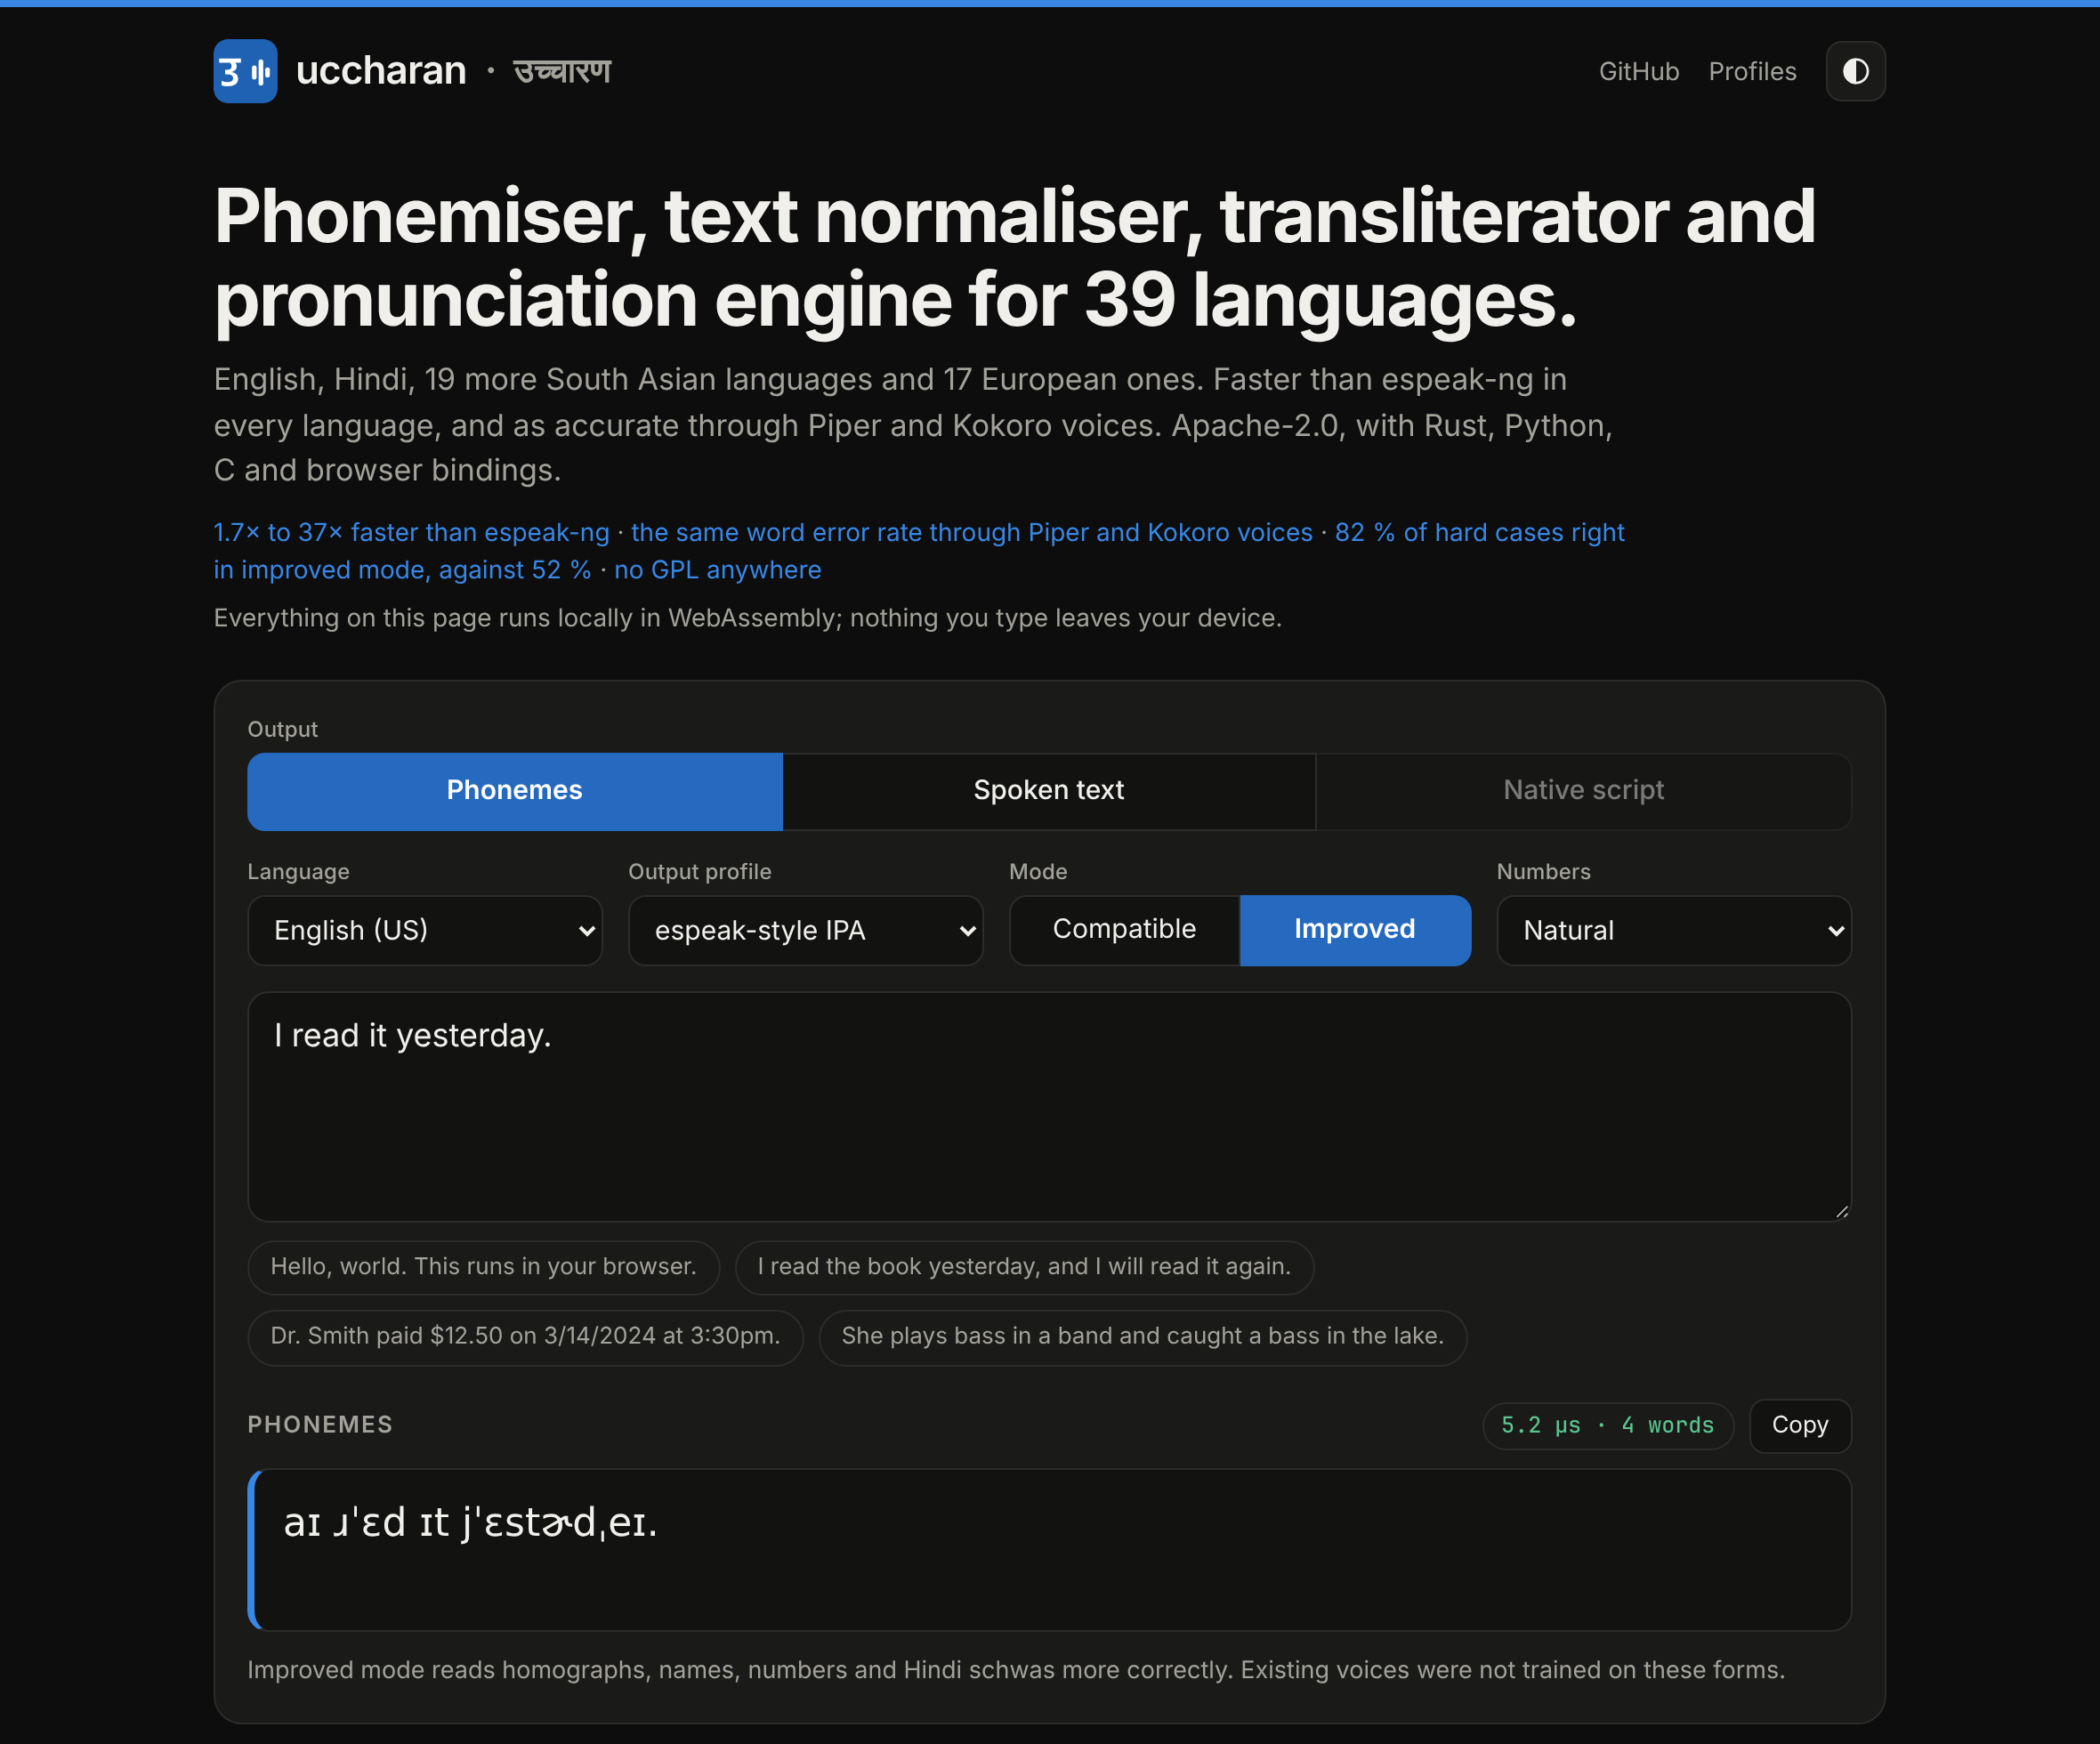 उ
uccharan · उच्चारण
GitHub Profiles
Phonemiser, text normaliser, transliterator and
pronunciation engine for 39 languages.
English, Hindi, 19 more South Asian languages and 17 European ones. Faster than espeak-ng in
every language, and as accurate through Piper and Kokoro voices. Apache-2.0, with Rust, Python,
C and browser bindings.
1.7× to 37× faster than espeak-ng · the same word error rate through Piper and Kokoro voices · 82 % of hard cases right
in improved mode, against 52 % · no GPL anywhere
Everything on this page runs locally in WebAssembly; nothing you type leaves your device.
Output
Phonemes Spoken text Native script
Language Output profile Mode Numbers
English (US) espeak-style IPA Compatible Improved Natural
I read it yesterday.
Hello, world. This runs in your browser. I read the book yesterday, and I will read it again.
Dr. Smith paid $12.50 on 3/14/2024 at 3:30pm. She plays bass in a band and caught a bass in the lake.
PHONEMES 5.2 µs · 4 words Copy
aɪ ɹˈɛd ɪt jˈɛstɚdˌeɪ.
Improved mode reads homographs, names, numbers and Hindi schwas more correctly. Existing voices were not trained on these forms.